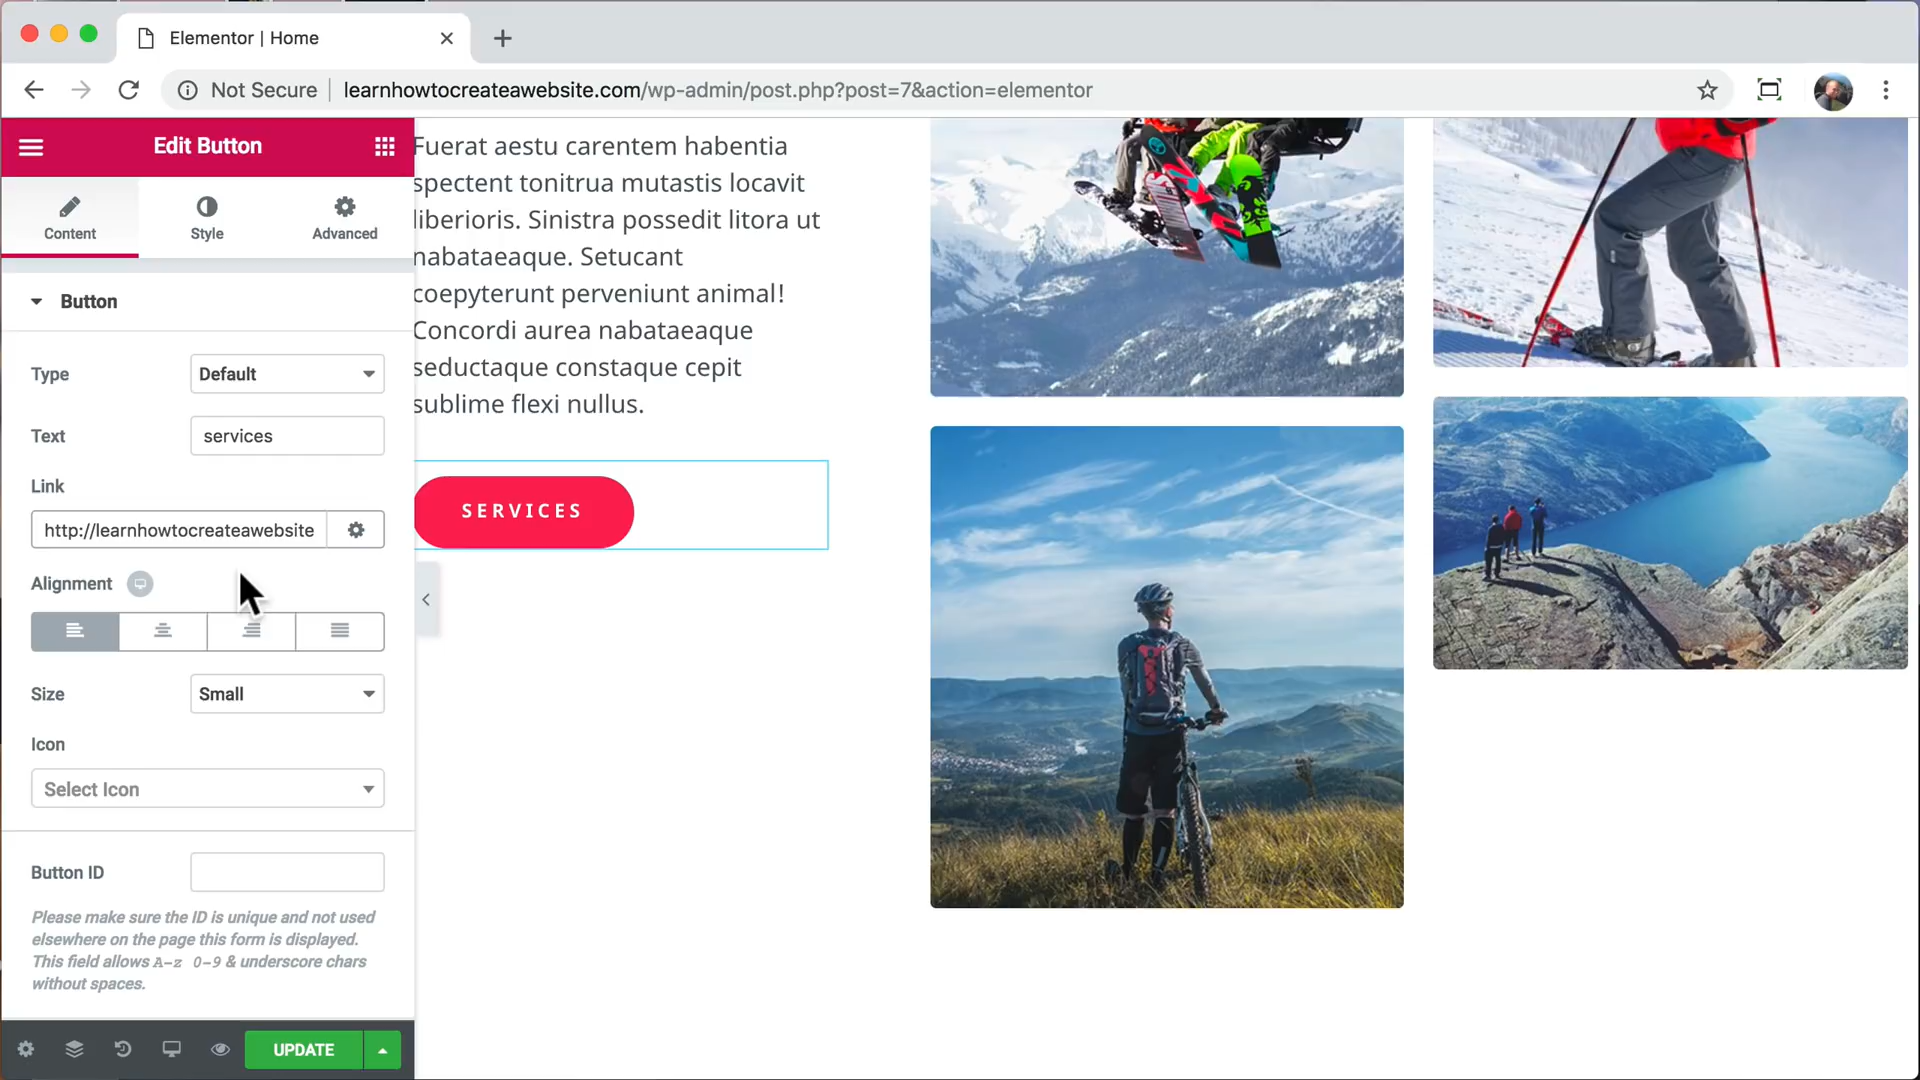 Elementor | Home
Not Secure
learnhowtocreateawebsite.com/wp-admin/post.php?post=7&action=elementor
Edit Button
Content
Style
Advanced
Button
Type
Default
Text
services
Link
http://learnhowtocreateawebsite
Alignment
Size
Small
Icon
Select Icon
Button ID
Please make sure the ID is unique and not used
elsewhere on the page this form is displayed.
This field allows A-z 0-9 & underscore chars
without spaces.
UPDATE
Fuerat aestu carentem habentia
spectent tonitrua mutastis locavit
liberioris. Sinistra possedit litora ut
nabataeaque. Setucant
coepyterunt perveniunt animal!
Concordi aurea nabataeaque
seductaque constaque cepit
sublime flexi nullus.
SERVICES